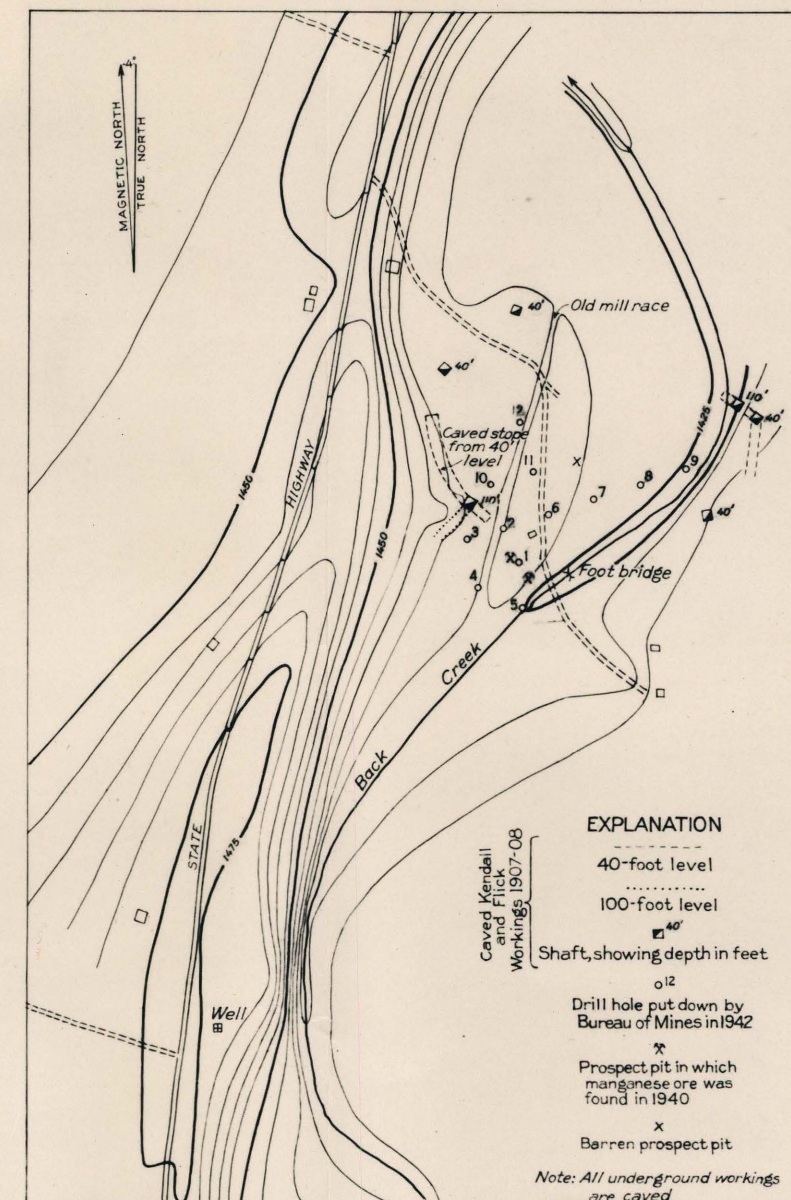 4°
MAGNETIC NORTH
TRUE NORTH
40'
Old mill race
40'
110'
40'
1425
12
Caved stope
from 40'
level
HIGHWAY
1450
10
11
9
8
7
110'
6
40'
2
3
1450
1
4
Foot bridge
5
Creek
Back
STATE
1475
Well
EXPLANATION
Caved Kendall
and Flick
Workings 1907-08
40-foot level
100-foot level
40'
Shaft, showing depth in feet
12
Drill hole put down by
Bureau of Mines in 1942
Prospect pit in which
manganese ore was
found in 1940
x
Barren prospect pit
Note: All underground workings
are caved